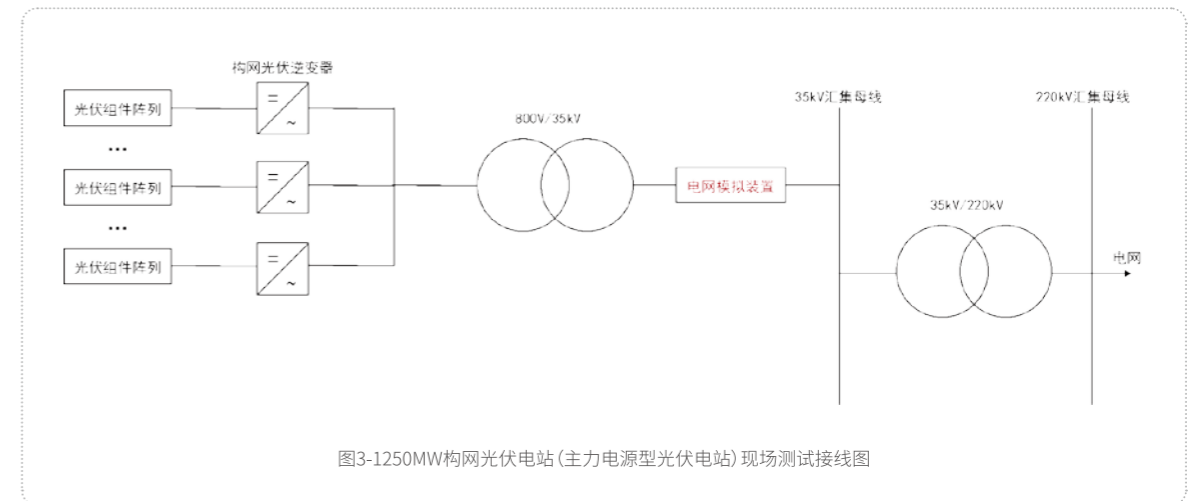 构网光伏逆变器
光伏组件阵列
=
~
800V/35kV
35kV汇集母线
220kV汇集母线
•••
光伏组件阵列
=
~
电网模拟装置
35kV/220kV
•••
光伏组件阵列
=
~
电网
图3-1250MW构网光伏电站(主力电源型光伏电站)现场测试接线图